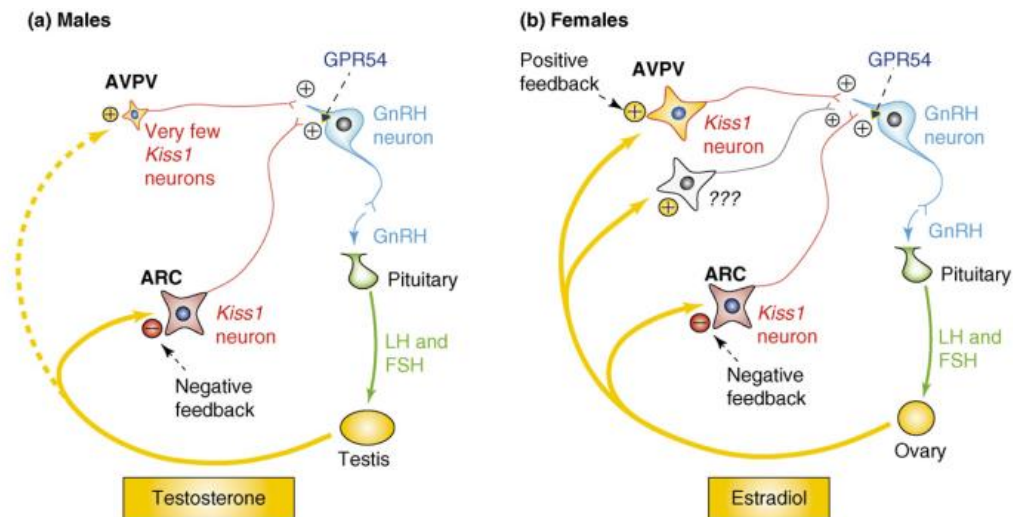 (a) Males
GPR54
AVPV
Very few
Kiss1
neurons
GnRH
neuron
GnRH
Pituitary
ARC
Kiss1
neuron
LH and
FSH
Negative
feedback
Testis
Testosterone
(b) Females
Positive
feedback
AVPV
GPR54
Kiss1
neuron
GnRH
neuron
???
GnRH
Pituitary
ARC
Kiss1
neuron
LH and
FSH
Negative
feedback
Ovary
Estradiol